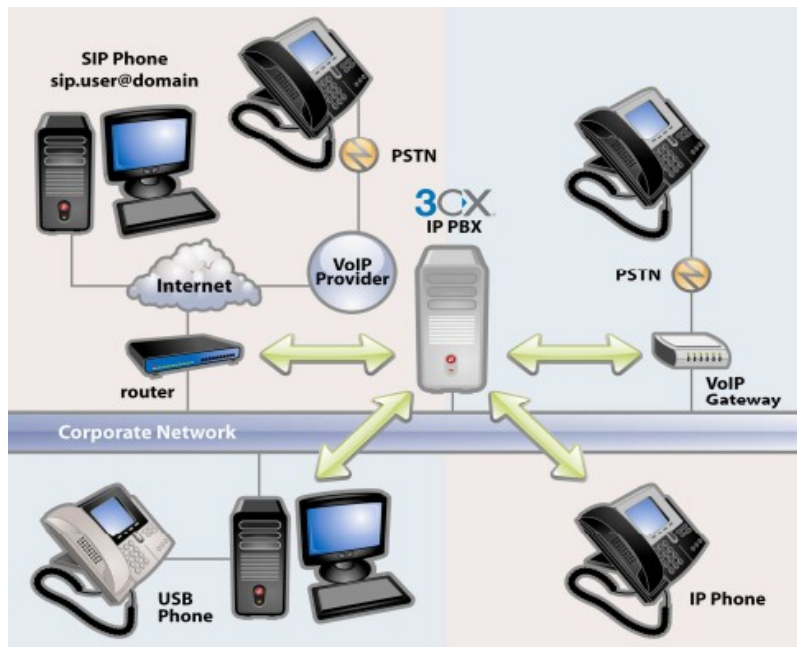 SIP Phone
sip.user@domain
PSTN
3CX
IP PBX
VoIP
Provider
Internet
PSTN
router
VoIP
Gateway
Corporate Network
USB
Phone
IP Phone